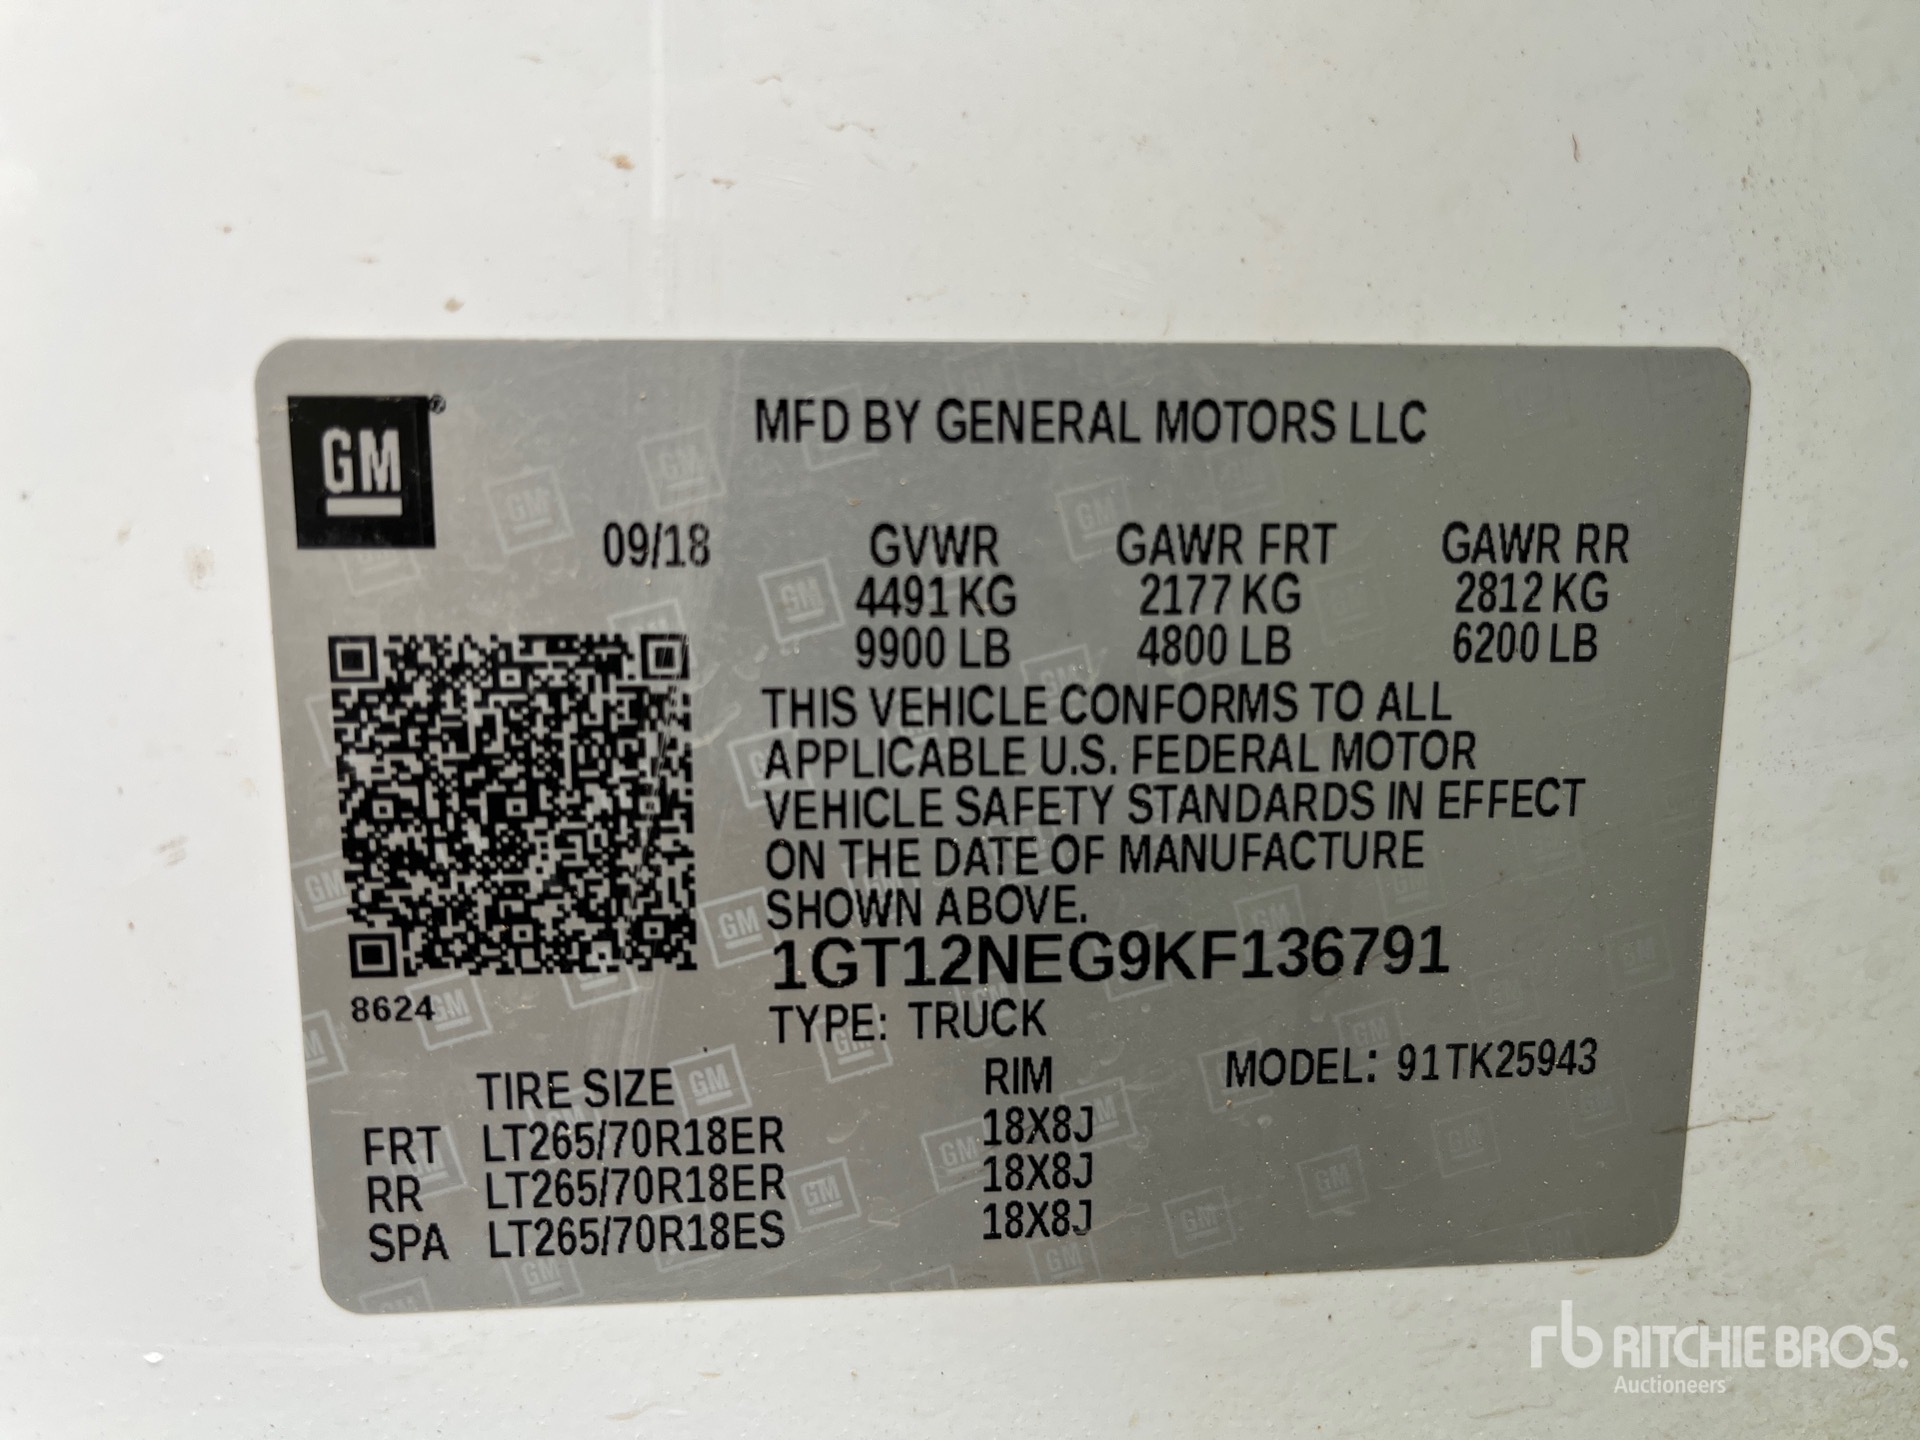 GM®
MFD BY GENERAL MOTORS LLC
09/18 GVWR GAWR FRT GAWR RR
4491 KG 2177 KG 2812 KG
9900 LB 4800 LB 6200 LB
THIS VEHICLE CONFORMS TO ALL
APPLICABLE U.S. FEDERAL MOTOR
VEHICLE SAFETY STANDARDS IN EFFECT
ON THE DATE OF MANUFACTURE
SHOWN ABOVE.
1GT12NEG9KF136791
8624
TYPE: TRUCK
MODEL: 91TK25943
TIRE SIZE RIM
FRT LT265/70R18ER 18X8J
RR LT265/70R18ER 18X8J
SPA LT265/70R18ES 18X8J
rb RITCHIE BROS.
Auctioneers